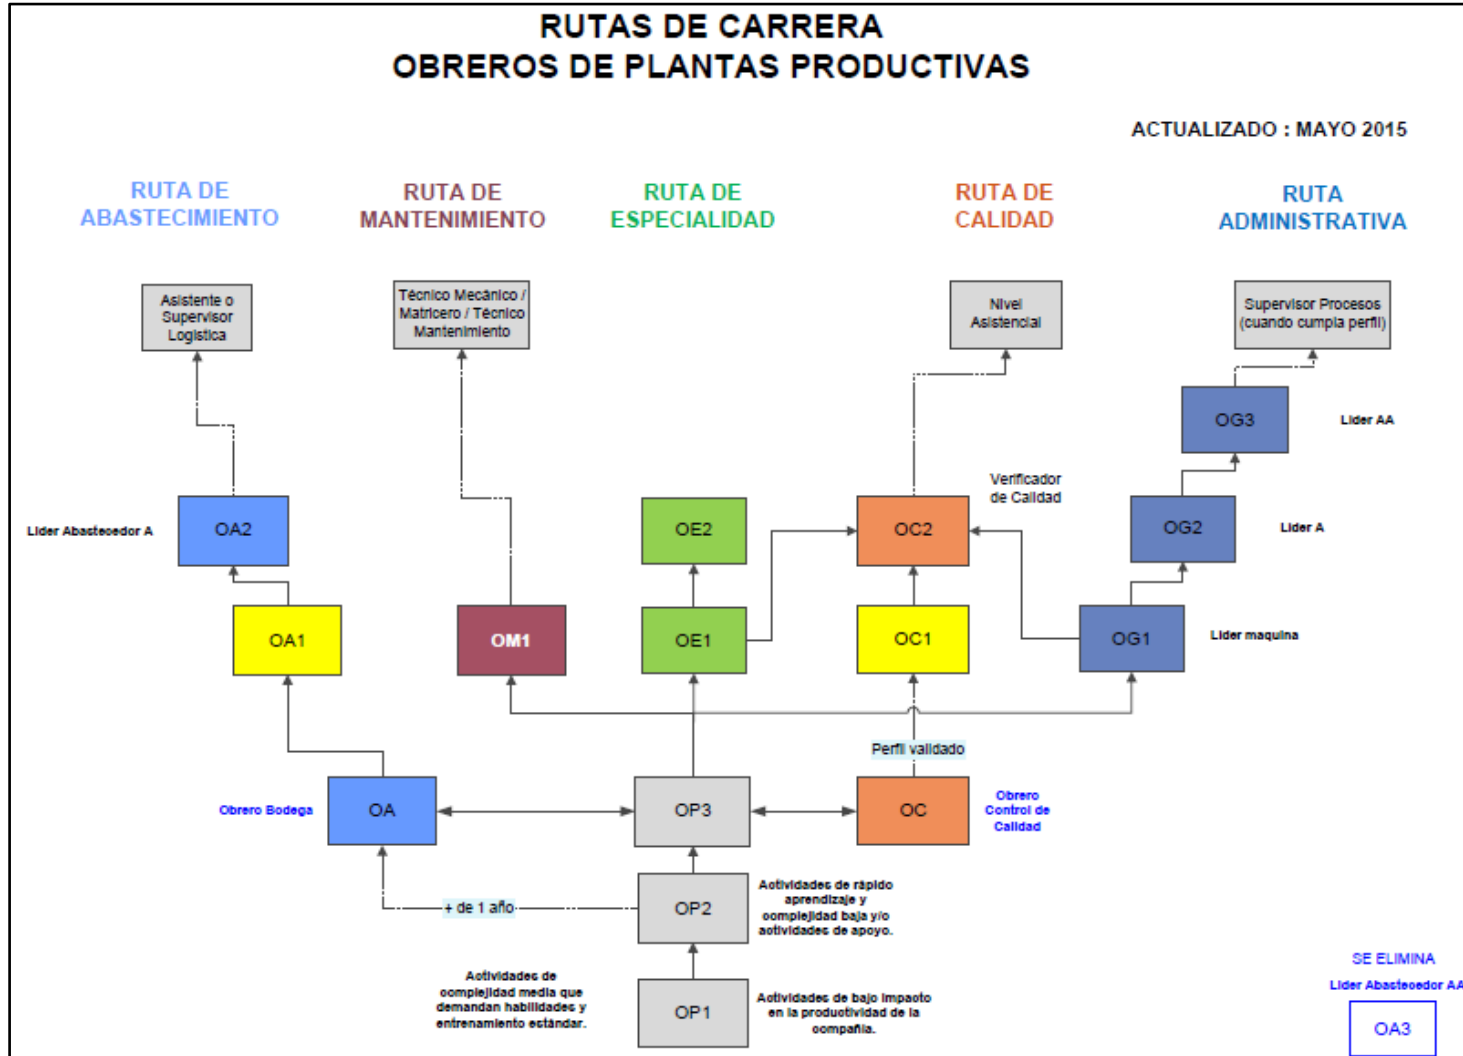 RUTAS DE CARRERA
OBREROS DE PLANTAS PRODUCTIVAS
ACTUALIZADO : MAYO 2015
RUTA DE
ABASTECIMIENTO
RUTA DE
MANTENIMIENTO
RUTA DE
ESPECIALIDAD
RUTA DE
CALIDAD
RUTA
ADMINISTRATIVA
Asistente o
Supervisor
Logística
Técnico Mecánico /
Matricero / Técnico
Mantenimiento
Nivel
Asistencial
Supervisor Procesos
(cuando cumpla perfil)
OG3
Lider AA
Verificador
de Calidad
Lider Abastecedor A
OA2
OE2
OC2
OG2
Lider A
OA1
OM1
OE1
OC1
OG1
Lider maquina
Perfil validado
Obrero Bodega
OA
OP3
OC
Obrero
Control de
Calidad
+ de 1 año
OP2
Actividades de rápido
aprendizaje y
complejidad baja y/o
actividades de apoyo.
Actividades de
complejidad media que
demandan habilidades y
entrenamiento estándar.
OP1
Actividades de bajo impacto
en la productividad de la
compañía.
SE ELIMINA
Lider Abastecedor AA
OA3